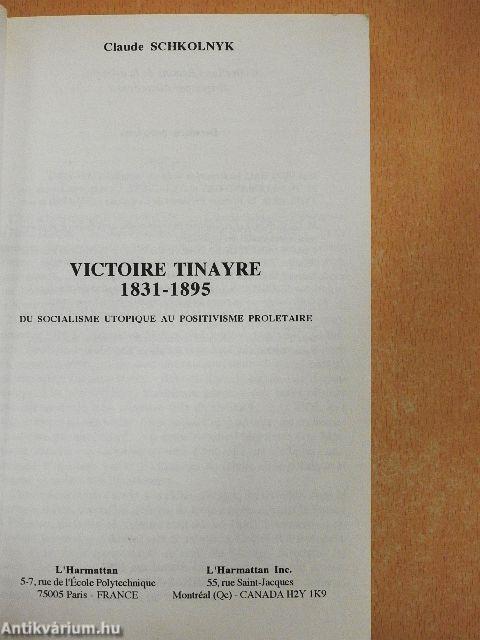 Claude SCHKOLNYK
VICTOIRE TINAYRE
1831-1895
DU SOCIALISME UTOPIQUE AU POSITIVISME PROLETAIRE
L'Harmattan
5-7, rue de l'École Polytechnique
75005 Paris - FRANCE
L'Harmattan Inc.
55, rue Saint-Jacques
Montréal (Qc) - CANADA H2Y 1K9
Antikvárium.hu